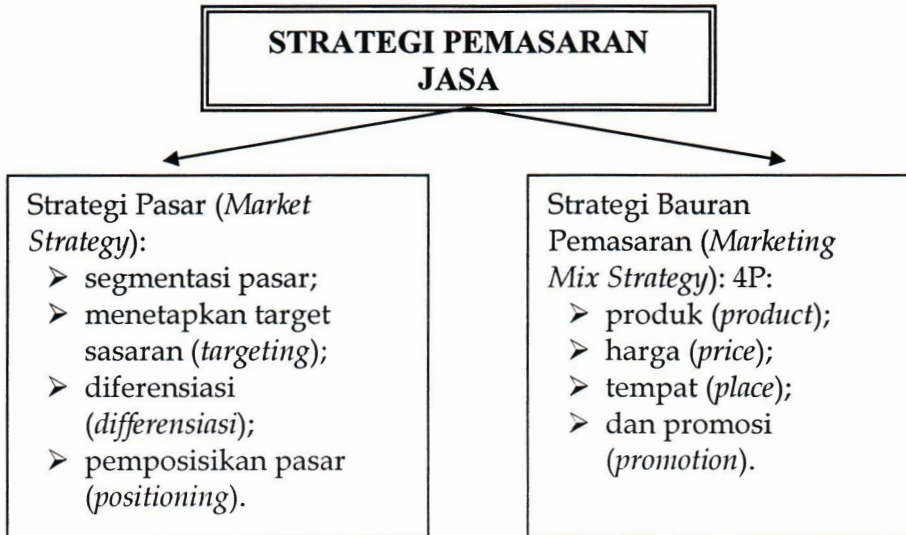 STRATEGI PEMASARAN
JASA
Strategi Pasar (Market
Strategy):
➢ segmentasi pasar;
➢ menetapkan target
sasaran (targeting);
➢ diferensiasi
(differensiasi);
➢ pemposisikan pasar
(positioning).
Strategi Bauran
Pemasaran (Marketing
Mix Strategy): 4P:
➢ produk (product);
➢ harga (price);
➢ tempat (place);
➢ dan promosi
(promotion).